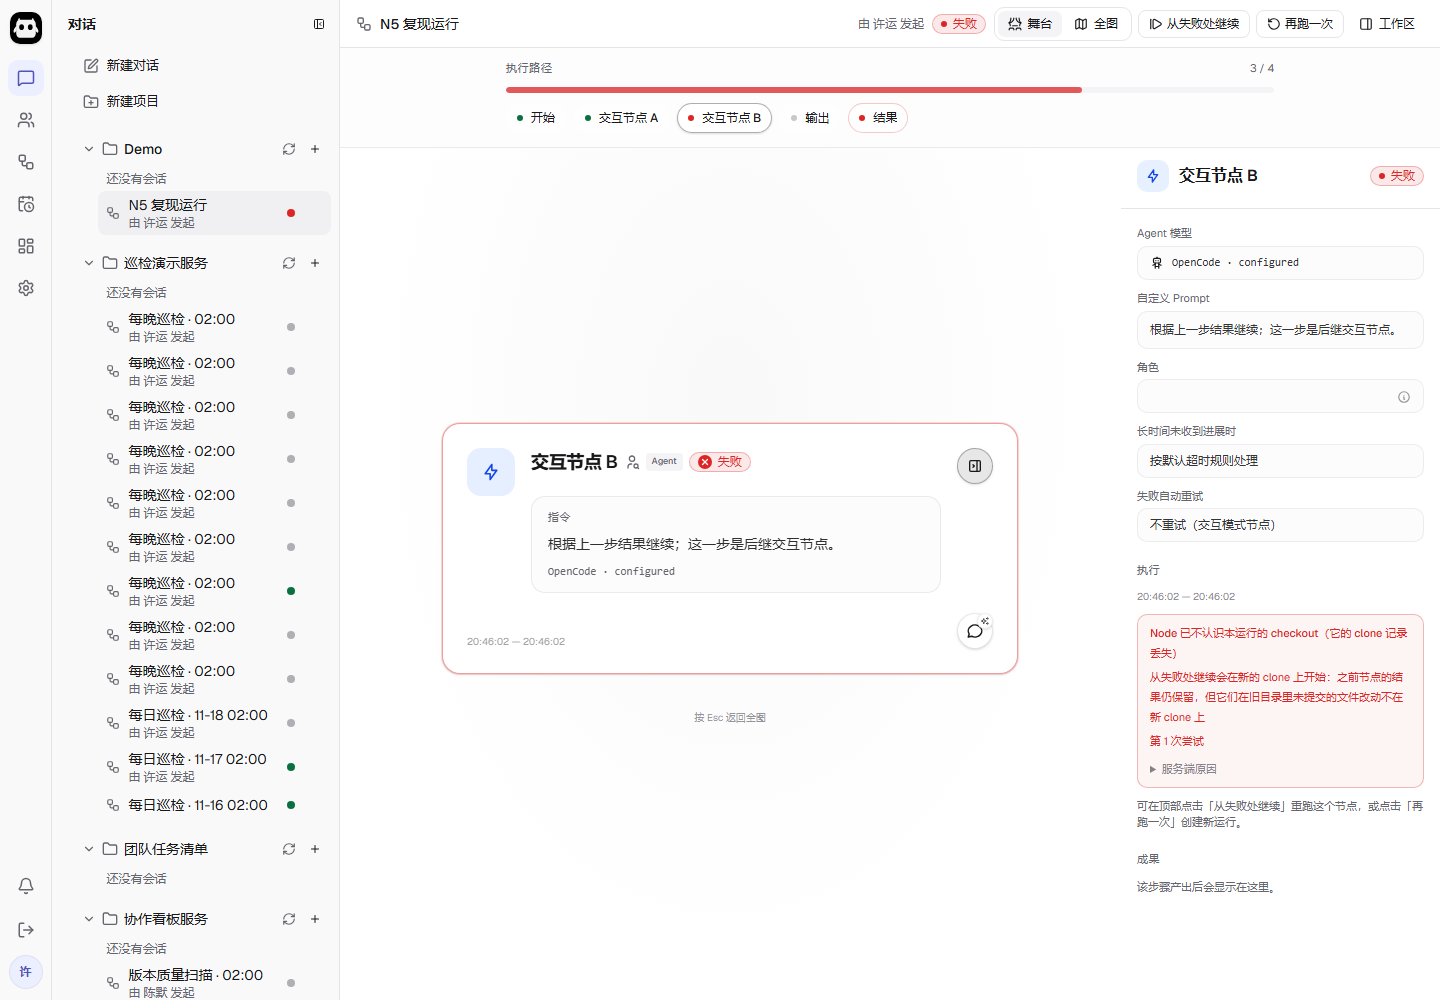 对话
新建对话
新建项目
Demo
还没有会话
N5 复现运行
由 许运 发起
巡检演示服务
还没有会话
每晚巡检 · 02:00
由 许运 发起
每晚巡检 · 02:00
由 许运 发起
每晚巡检 · 02:00
由 许运 发起
每晚巡检 · 02:00
由 许运 发起
每晚巡检 · 02:00
由 许运 发起
每晚巡检 · 02:00
由 许运 发起
每晚巡检 · 02:00
由 许运 发起
每晚巡检 · 02:00
由 许运 发起
每晚巡检 · 02:00
由 许运 发起
每日巡检 · 11-18 02:00
由 许运 发起
每日巡检 · 11-17 02:00
由 许运 发起
每日巡检 · 11-16 02:00
团队任务清单
还没有会话
协作看板服务
还没有会话
版本质量扫描 · 02:00
由 陈默 发起
许
N5 复现运行
由 许运 发起
失败
舞台
全图
从失败处继续
再跑一次
工作区
执行路径
3 / 4
开始
交互节点 A
交互节点 B
输出
结果
交互节点 B
Agent
失败
指令
根据上一步结果继续；这一步是后继交互节点。
OpenCode · configured
20:46:02 — 20:46:02
按 Esc 返回全图
交互节点 B
失败
Agent 模型
OpenCode · configured
自定义 Prompt
根据上一步结果继续；这一步是后继交互节点。
角色
长时间未收到进展时
按默认超时规则处理
失败自动重试
不重试（交互模式节点）
执行
20:46:02 — 20:46:02
Node 已不认识本运行的 checkout（它的 clone 记录
丢失）
从失败处继续会在新的 clone 上开始：之前节点的结
果仍保留，但它们在旧目录里未提交的文件改动不在
新 clone 上
第 1 次尝试
服务端原因
可在顶部点击「从失败处继续」重跑这个节点，或点击「再
跑一次」创建新运行。
成果
该步骤产出后会显示在这里。